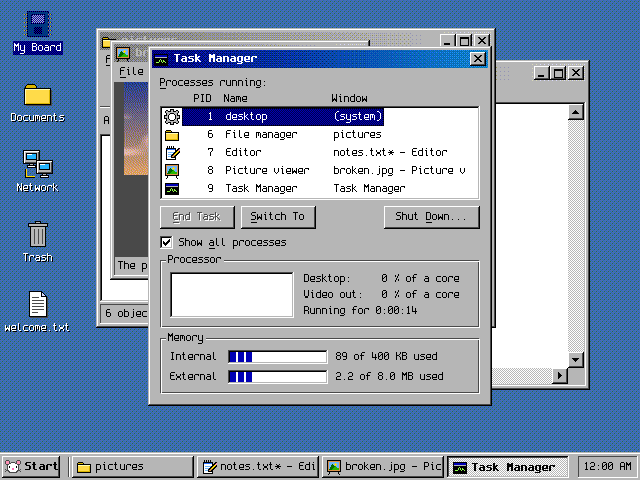 My Board
Documents
Network
Trash
welcome.txt
pictures
File
The p
6 objec
Task Manager
Processes running:
PID Name Window
1 desktop (system)
6 File manager pictures
7 Editor notes.txt* - Editor
8 Picture viewer broken.jpg - Picture v
9 Task Manager Task Manager
End Task
Switch To
Shut Down...
Show all processes
Processor
Desktop: 0 % of a core
Video out: 0 % of a core
Running for 0:00:14
Memory
Internal 89 of 400 KB used
External 2.2 of 8.0 MB used
Start
pictures
notes.txt* - Edi
broken.jpg - Pic
Task Manager
12:00 AM